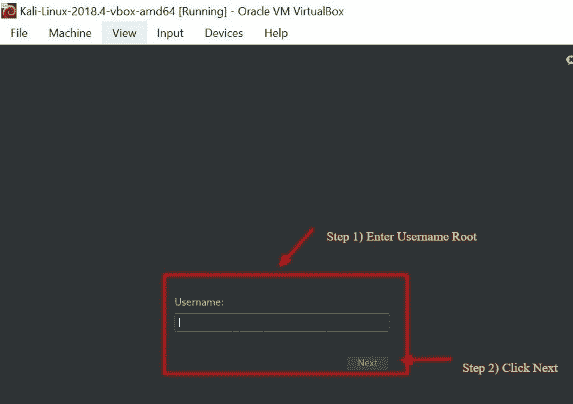 Kali-Linux-2018.4-vbox-amd64 [Running] - Oracle VM VirtualBox
File Machine View Input Devices Help
Step 1) Enter Username Root
Username:
Next
Step 2) Click Next